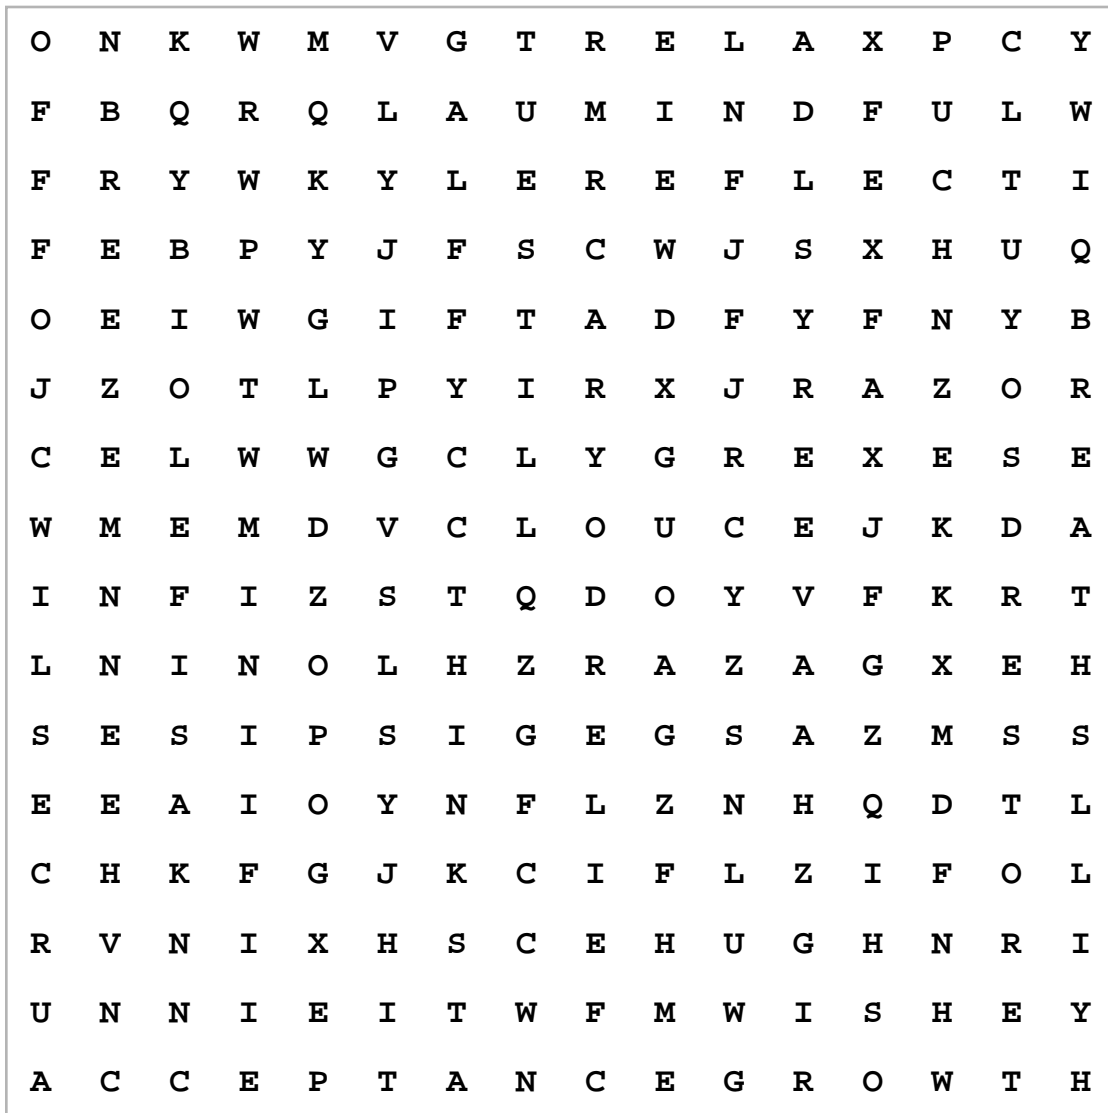 O N K W M V G T R E L A X P C Y
F B Q R Q L A U M I N D F U L W
F R Y W K Y L E R E F L E C T I
F E B P Y J F S C W J S X H U Q
O E I W G I F T A D F Y F N Y B
J Z O T L P Y I R X J R A Z O R
C E L W W G C L Y G R E X E S E
W M E M D V C L O U C E J K D A
I N F I Z S T Q D O Y V F K R T
L N I N O L H Z R A Z A G X E H
S E S I P S I G E G S A Z M S S
E E A I O Y N F L Z N H Q D T L
C H K F G J K C I F L Z I F O L
R V N I X H S C E H U G H N R I
U N N I E I T W F M W I S H E Y
A C C E P T A N C E G R O W T H